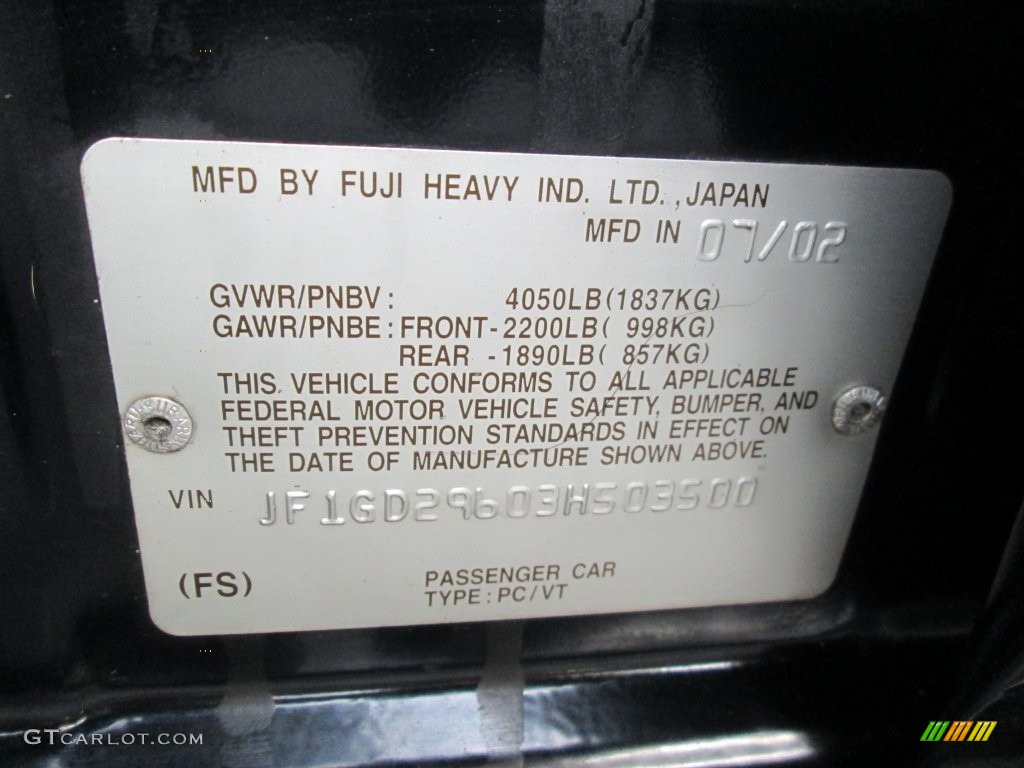 MFD BY FUJI HEAVY IND. LTD., JAPAN
MFD IN 07/02
GVWR/PNBV: 4050LB(1837KG)
GAWR/PNBE: FRONT-2200LB( 998KG)
REAR -1890LB( 857KG)
THIS VEHICLE CONFORMS TO ALL APPLICABLE
FEDERAL MOTOR VEHICLE SAFETY, BUMPER, AND
THEFT PREVENTION STANDARDS IN EFFECT ON
THE DATE OF MANUFACTURE SHOWN ABOVE.
VIN JF1GD29603H503500
(FS) PASSENGER CAR
TYPE: PC/VT
GTCARLOT.COM